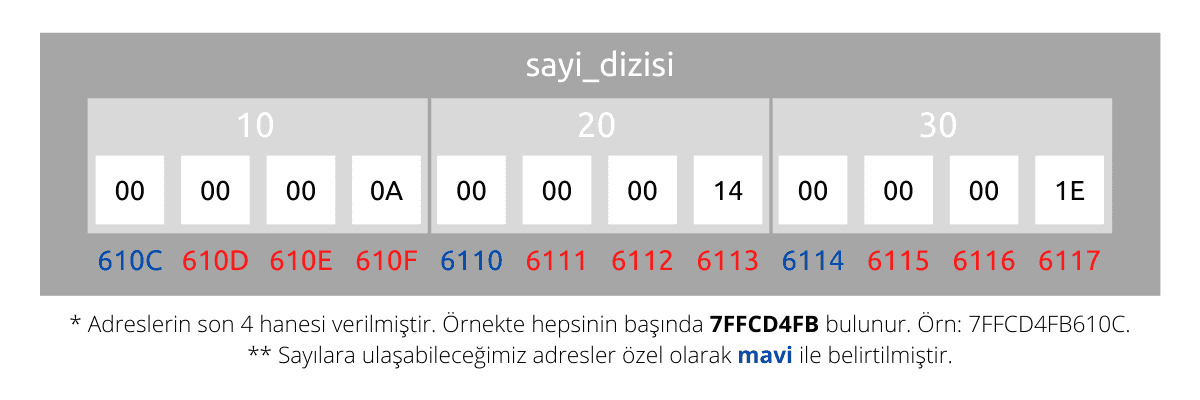 sayi_dizisi
10 20 30
00 00 00 0A 00 00 00 14 00 00 00 1E
610C 610D 610E 610F 6110 6111 6112 6113 6114 6115 6116 6117
* Adreslerin son 4 hanesi verilmiştir. Örnekte hepsinin başında 7FFCD4FB bulunur. Örn: 7FFCD4FB610C.
** Sayılara ulaşabileceğimiz adresler özel olarak mavi ile belirtilmiştir.